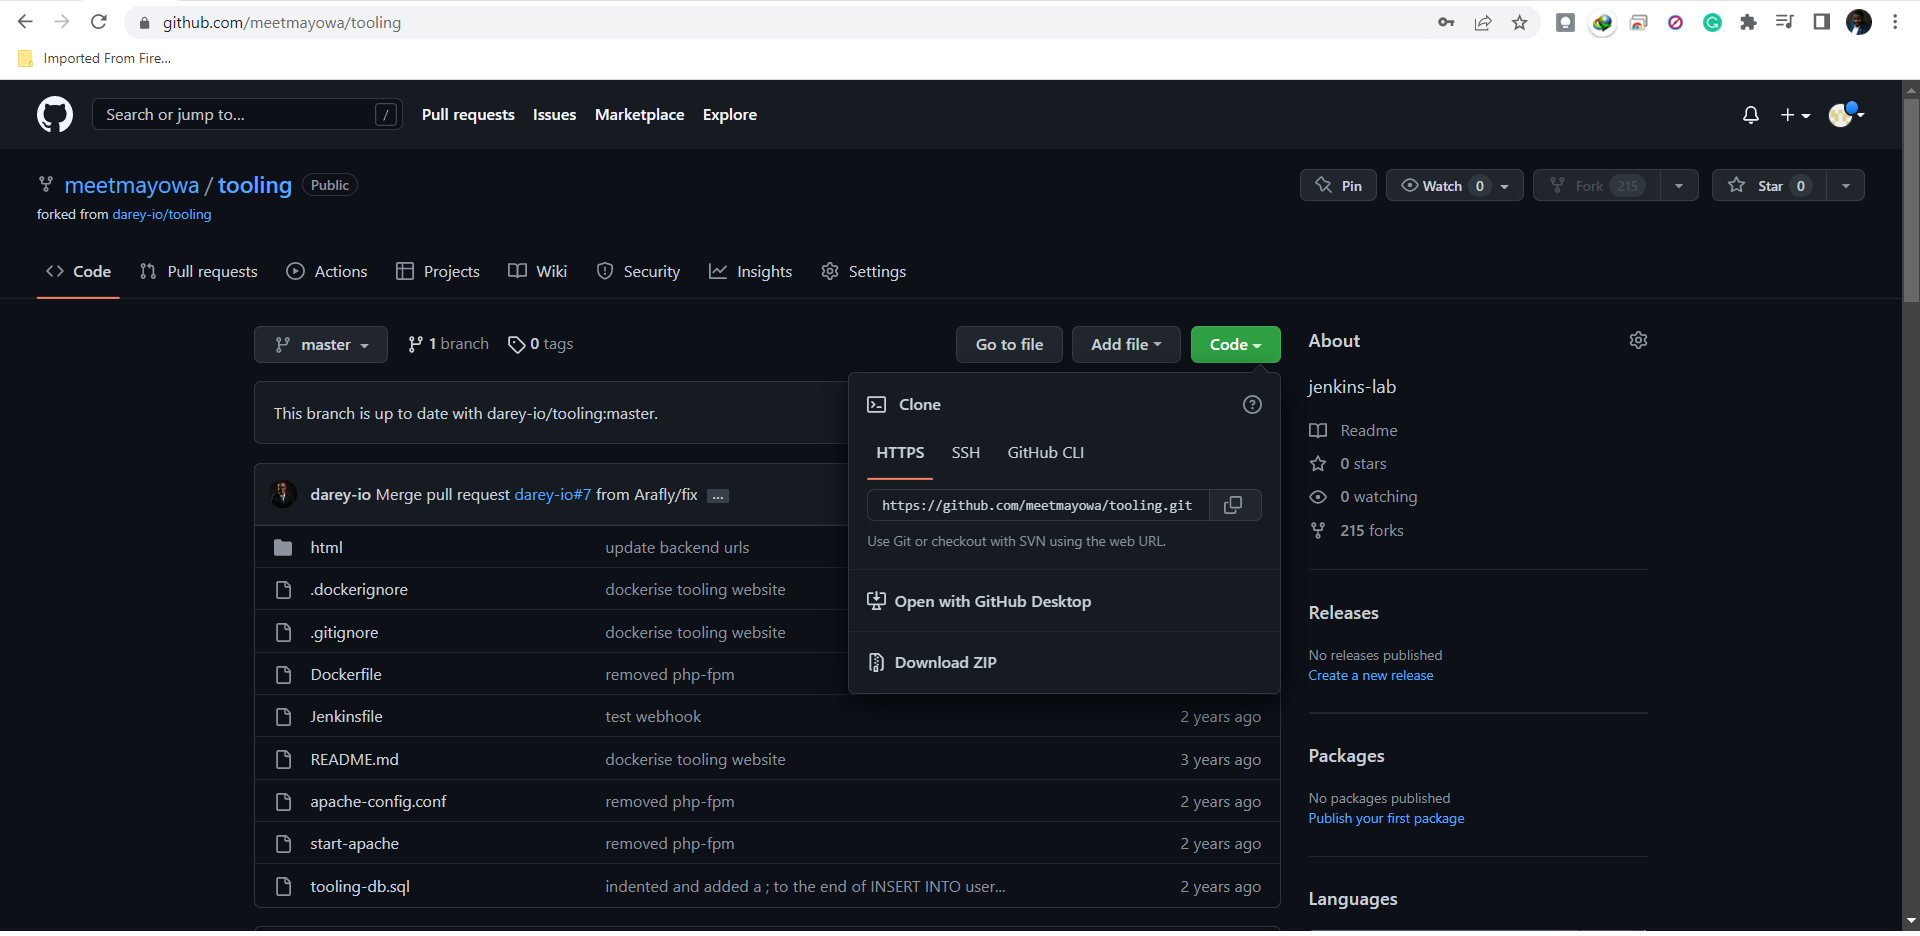 github.com/meetmayowa/tooling
Imported From Fire...
Search or jump to... /
Pull requests Issues Marketplace Explore
meetmayowa / tooling Public
Pin Watch 0 Fork 215 Star 0
forked from darey-io/tooling
Code Pull requests Actions Projects Wiki Security Insights Settings
master 1 branch 0 tags Go to file Add file Code
This branch is up to date with darey-io/tooling:master.
darey-io Merge pull request darey-io#7 from Arafly/fix ...
html update backend urls
.dockerignore dockerise tooling website
.gitignore dockerise tooling website
Dockerfile removed php-fpm
Jenkinsfile test webhook 2 years ago
README.md dockerise tooling website 3 years ago
apache-config.conf removed php-fpm 2 years ago
start-apache removed php-fpm 2 years ago
tooling-db.sql indented and added a ; to the end of INSERT INTO user... 2 years ago
Clone
HTTPS SSH GitHub CLI
https://github.com/meetmayowa/tooling.git
Use Git or checkout with SVN using the web URL.
Open with GitHub Desktop
Download ZIP
About
jenkins-lab
Readme
0 stars
0 watching
215 forks
Releases
No releases published
Create a new release
Packages
No packages published
Publish your first package
Languages